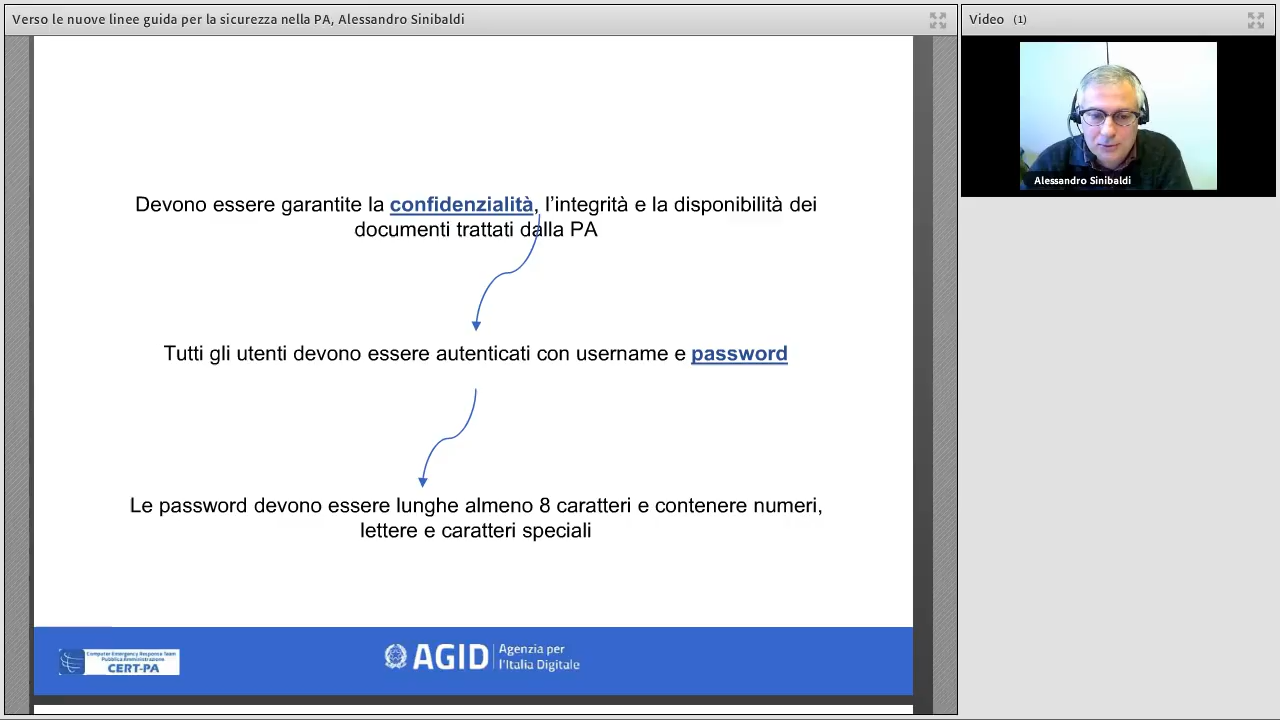 Verso le nuove linee guida per la sicurezza nella PA, Alessandro Sinibaldi
Video (1)
Alessandro Sinibaldi
Devono essere garantite la confidenzialità, l’integrità e la disponibilità dei
documenti trattati dalla PA
Tutti gli utenti devono essere autenticati con username e password
Le password devono essere lunghe almeno 8 caratteri e contenere numeri,
lettere e caratteri speciali
Computer Emergency Response Team
Pubblica Amministrazione
CERT-PA
AGID
Agenzia per
l'Italia Digitale